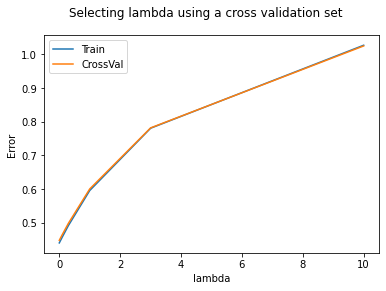 Selecting lambda using a cross validation set
Train
CrossVal
1.0
0.9
0.8
0.7
0.6
0.5
Error
0 2 4 6 8 10
lambda